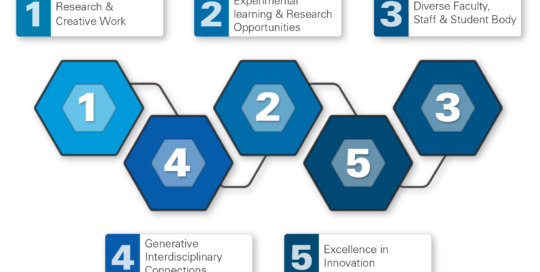 1
Research &
Creative Work
2
Experimental
learning & Research
Opportunities
3
Diverse Faculty,
Staff & Student Body
1
2
3
4
5
4
Generative
Interdisciplinary
Connections
5
Excellence in
Innovation